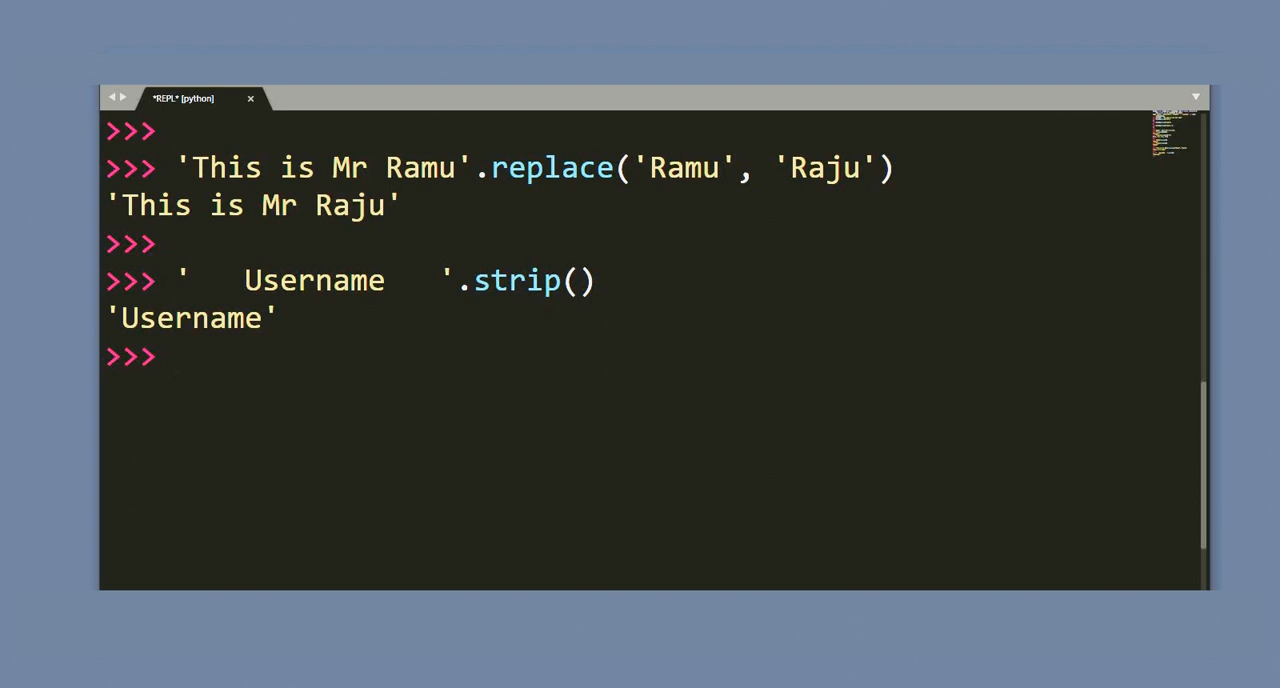 *REPL* [python]
>>>
>>> 'This is Mr Ramu'.replace('Ramu', 'Raju')
'This is Mr Raju'
>>>
>>> '   Username   '.strip()
'Username'
>>>